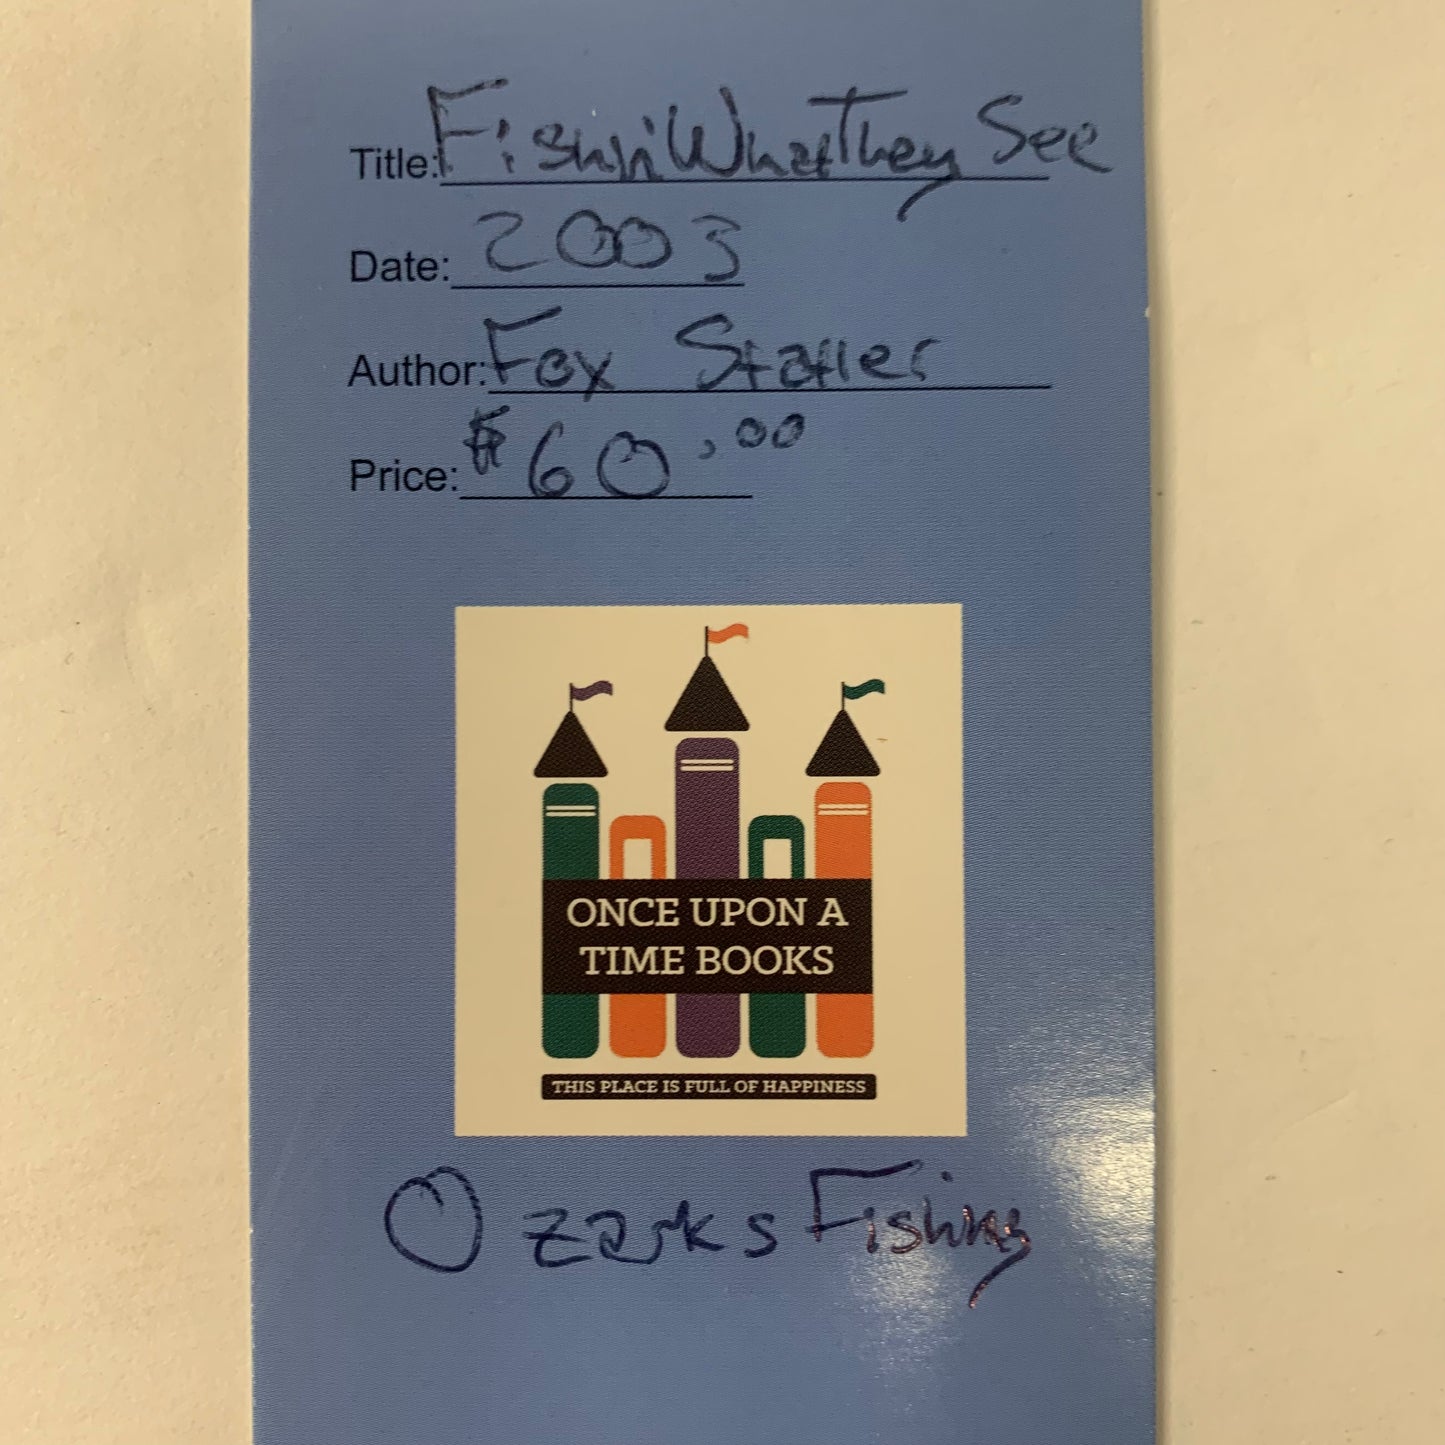 Title: Fishin' What They See
Date: 2003
Author: Fox Statler
Price: $60.00
ONCE UPON A
TIME BOOKS
THIS PLACE IS FULL OF HAPPINESS
Ozarks Fishing